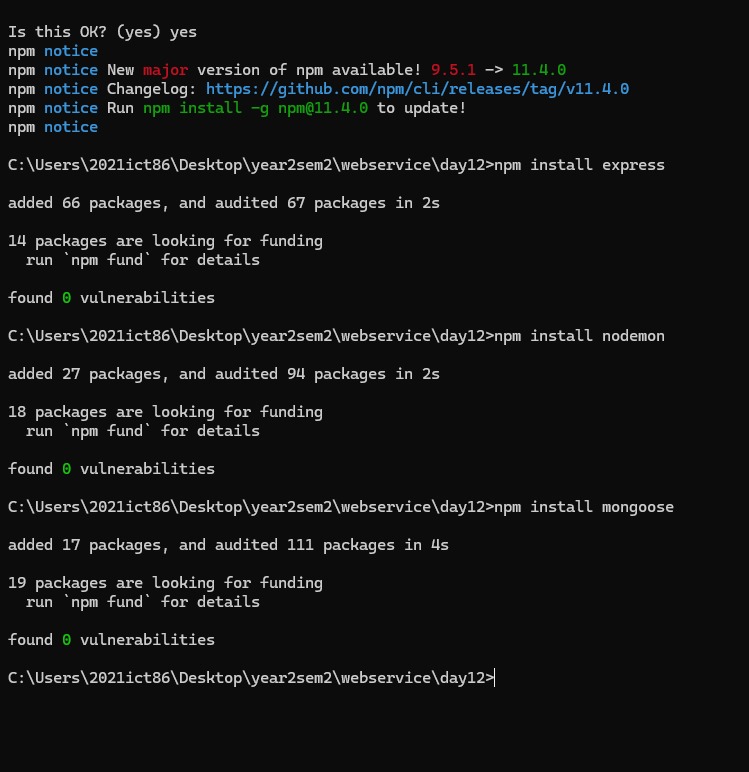 Is this OK? (yes) yes
npm notice
npm notice New major version of npm available! 9.5.1 -> 11.4.0
npm notice Changelog: https://github.com/npm/cli/releases/tag/v11.4.0
npm notice Run npm install -g npm@11.4.0 to update!
npm notice
C:\Users\2021ict86\Desktop\year2sem2\webservice\day12>npm install express
added 66 packages, and audited 67 packages in 2s
14 packages are looking for funding
  run `npm fund` for details
found 0 vulnerabilities
C:\Users\2021ict86\Desktop\year2sem2\webservice\day12>npm install nodemon
added 27 packages, and audited 94 packages in 2s
18 packages are looking for funding
  run `npm fund` for details
found 0 vulnerabilities
C:\Users\2021ict86\Desktop\year2sem2\webservice\day12>npm install mongoose
added 17 packages, and audited 111 packages in 4s
19 packages are looking for funding
  run `npm fund` for details
found 0 vulnerabilities
C:\Users\2021ict86\Desktop\year2sem2\webservice\day12>